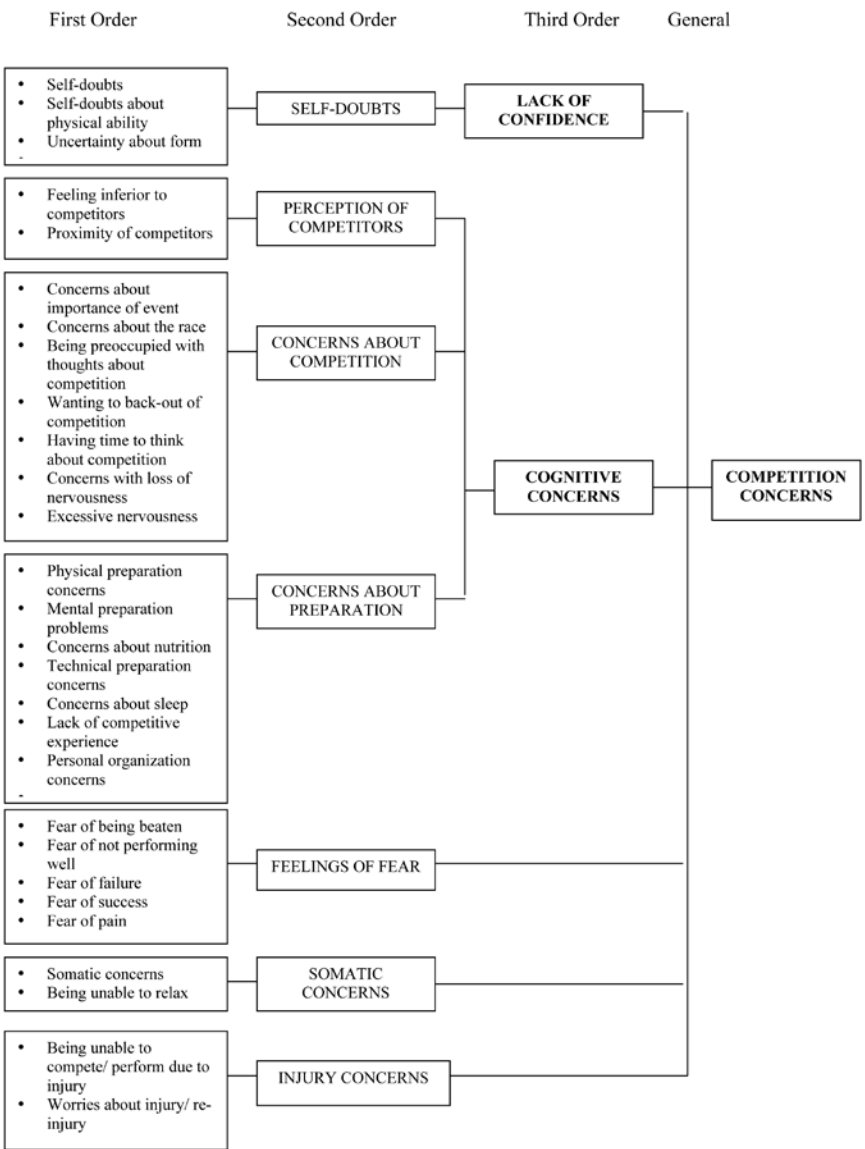 First Order Second Order Third Order General
• Self-doubts
• Self-doubts about
physical ability
• Uncertainty about form
-
SELF-DOUBTS
LACK OF
CONFIDENCE
• Feeling inferior to
competitors
• Proximity of competitors
PERCEPTION OF
COMPETITORS
• Concerns about
importance of event
• Concerns about the race
• Being preoccupied with
thoughts about
competition
• Wanting to back-out of
competition
• Having time to think
about competition
• Concerns with loss of
nervousness
• Excessive nervousness
CONCERNS ABOUT
COMPETITION
COGNITIVE
CONCERNS
COMPETITION
CONCERNS
• Physical preparation
concerns
• Mental preparation
problems
• Concerns about nutrition
• Technical preparation
concerns
• Concerns about sleep
• Lack of competitive
experience
• Personal organization
concerns
-
CONCERNS ABOUT
PREPARATION
• Fear of being beaten
• Fear of not performing
well
• Fear of failure
• Fear of success
• Fear of pain
FEELINGS OF FEAR
• Somatic concerns
• Being unable to relax
SOMATIC
CONCERNS
• Being unable to
compete/ perform due to
injury
• Worries about injury/ re-
injury
INJURY CONCERNS